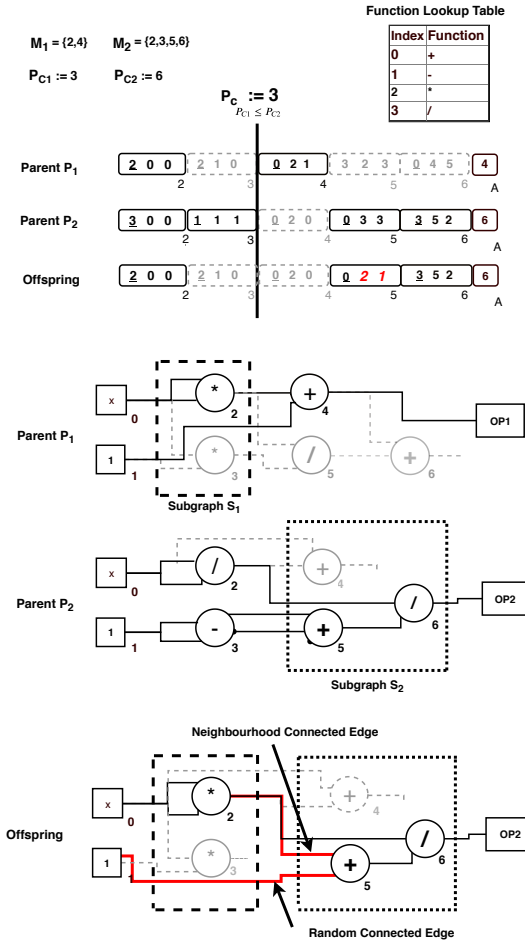 Function Lookup Table
M1 = {2,4} M2 = {2,3,5,6}
Index Function
0 +
1 -
2 *
3 /
PC1 := 3 PC2 := 6
Pc := 3
PC1 ≤ PC2
Parent P1 2 0 0 2 1 0 0 2 1 3 2 3 0 4 5 4
2 3 4 5 6 A
Parent P2 3 0 0 1 1 1 0 2 0 0 3 3 3 5 2 6
2 3 4 5 6 A
Offspring 2 0 0 2 1 0 0 2 0 0 2 1 3 5 2 6
2 3 4 5 6 A
Parent P1
x 0
1 1
* 2
* 3
+ 4
/ 5
+ 6
OP1
Subgraph S1
Parent P2
x 0
1 1
/ 2
- 3
+ 4
+ 5
/ 6
OP2
Subgraph S2
Neighbourhood Connected Edge
Offspring
x 0
1 1
* 2
* 3
+ 4
+ 5
/ 6
OP2
Random Connected Edge